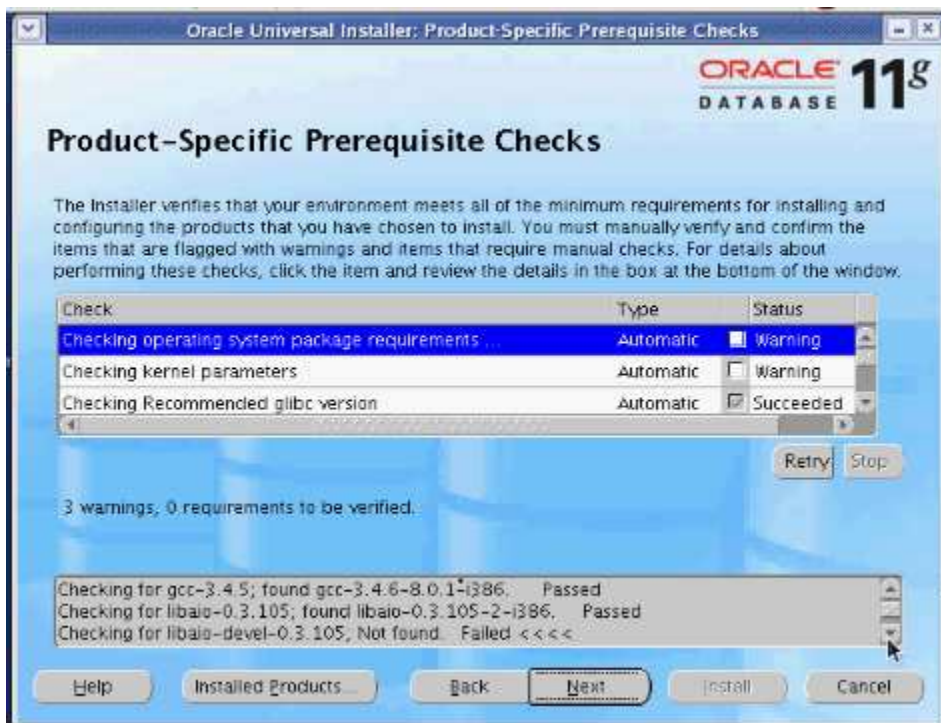 Oracle Universal Installer: Product-Specific Prerequisite Checks
ORACLE 11g
DATABASE
Product-Specific Prerequisite Checks
The Installer verifies that your environment meets all of the minimum requirements for installing and
configuring the products that you have chosen to install. You must manually verify and confirm the
items that are flagged with warnings and items that require manual checks. For details about
performing these checks, click the item and review the details in the box at the bottom of the window.
Check Type Status
Checking operating system package requirements ... Automatic Warning
Checking kernel parameters Automatic Warning
Checking Recommended glibc version Automatic Succeeded
Retry Stop
3 warnings, 0 requirements to be verified.
Checking for gcc-3.4.5; found gcc-3.4.6-8.0.1-i386. Passed
Checking for libaio-0.3.105; found libaio-0.3.105-2-i386. Passed
Checking for libaio-devel-0.3.105; Not found. Failed <<<<
Help Installed Products... Back Next Install Cancel